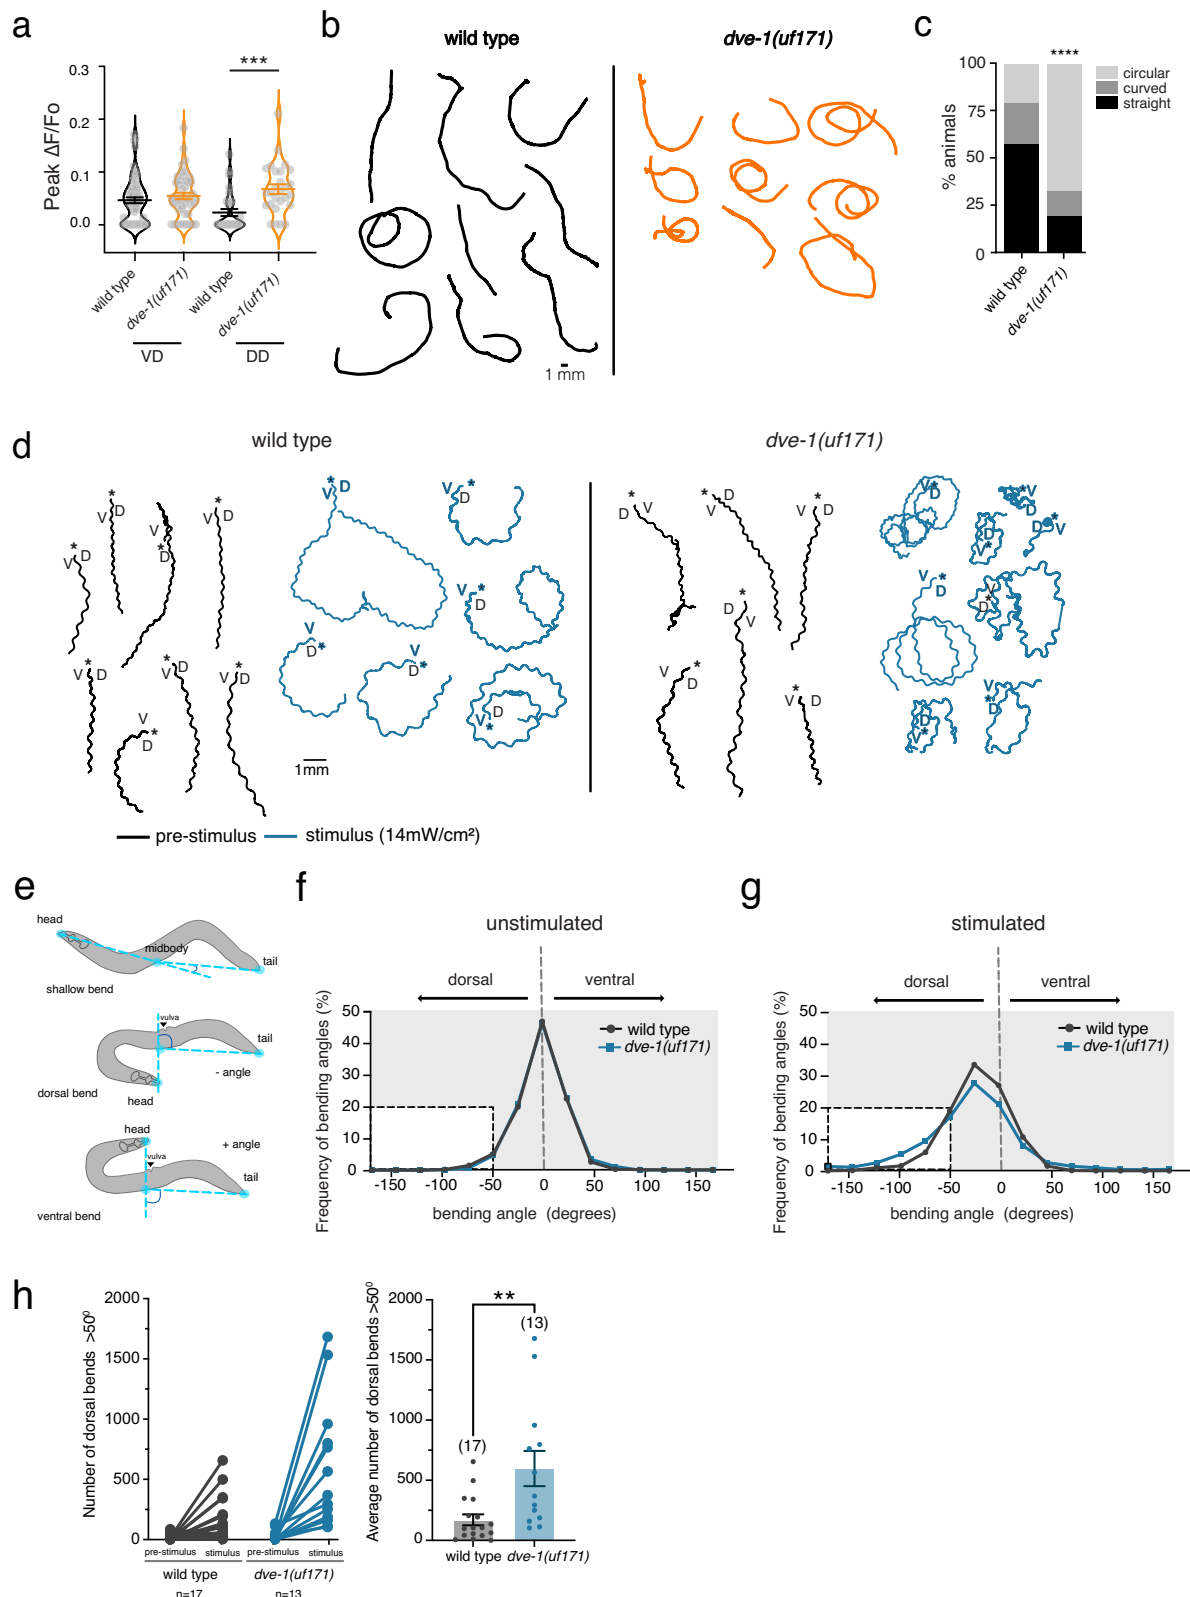 a
0.3
0.2
0.1
0.0
Peak ΔF/Fo
***
wild type
dve-1(uf171)
wild type
dve-1(uf171)
VD
DD
b
wild type
dve-1(uf171)
1 mm
c
****
100
75
50
25
0
% animals
circular
curved
straight
wild type
dve-1(uf171)
d
wild type
dve-1(uf171)
*
V D
*
V D
V
*
D
*
V D
*
V D
*
V D
*
V D
V
D *
* D
V
V *
D
V *
D
V
D *
V
D *
D
V *
1mm
*
D V
*
V D
*
V D
*
D V
*
V D
*
V D
V *
D
* V
D
D * V
D
V *
V *
D
V
D *
D
V *
V
* D
pre-stimulus
stimulus (14mW/cm²)
e
head
midbody
tail
shallow bend
vulva
tail
- angle
dorsal bend
head
head
+ angle
vulva
tail
ventral bend
f
unstimulated
dorsal
ventral
50
40
30
20
10
0
Frequency of bending angles (%)
wild type
dve-1(uf171)
-150 -100 -50 0 50 100 150
bending angle (degrees)
g
stimulated
dorsal
ventral
50
40
30
20
10
0
Frequency of bending angles (%)
wild type
dve-1(uf171)
-150 -100 -50 0 50 100 150
bending angle (degrees)
h
2000
1500
1000
500
0
Number of dorsal bends >50⁰
pre-stimulus stimulus pre-stimulus stimulus
wild type
dve-1(uf171)
n=17
n=13
2000
1500
1000
500
0
Average number of dorsal bends >50⁰
**
(13)
(17)
wild type
dve-1(uf171)